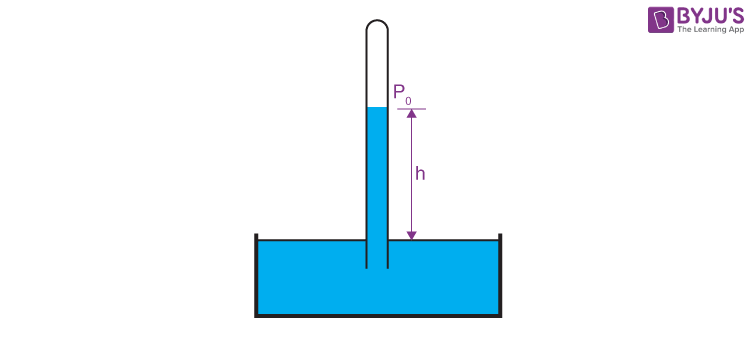 BYJU'S
The Learning App
P0
h